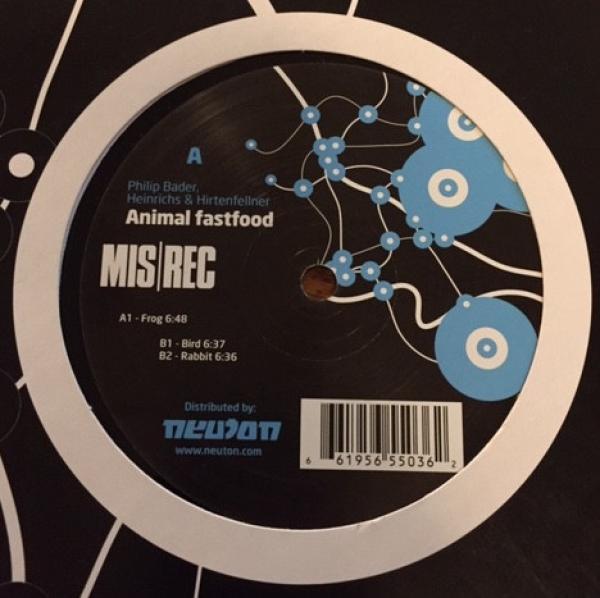 A
Philip Bader,
Heinrichs & Hirtenfellner
Animal fastfood
MIS|REC
A1 - Frog 6:48
B1 - Bird 6:37
B2 - Rabbit 6:36
Distributed by:
neuton
www.neuton.com
6 61956 55036 2